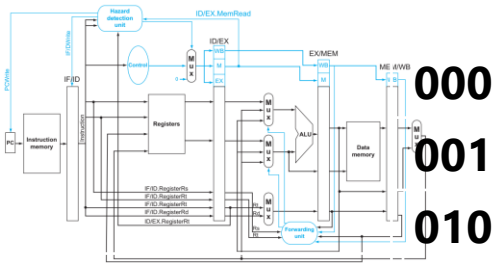 Hazard detection unit
ID/EX.MemRead
ID/EX
EX/MEM
MEM/WB
IF/DWrite
PCWrite
IF/ID
Control
Mux
0
WB
M
EX
WB
M
WB
000
001
010
PC
Instruction memory
Instruction
Registers
Mux
Mux
ALU
Data memory
Mux
IF/ID.RegisterRs
IF/ID.RegisterRt
IF/ID.RegisterRt
IF/ID.RegisterRd
ID/EX.RegisterRt
Rt
Rd
Mux
Rs
Rt
Forwarding unit